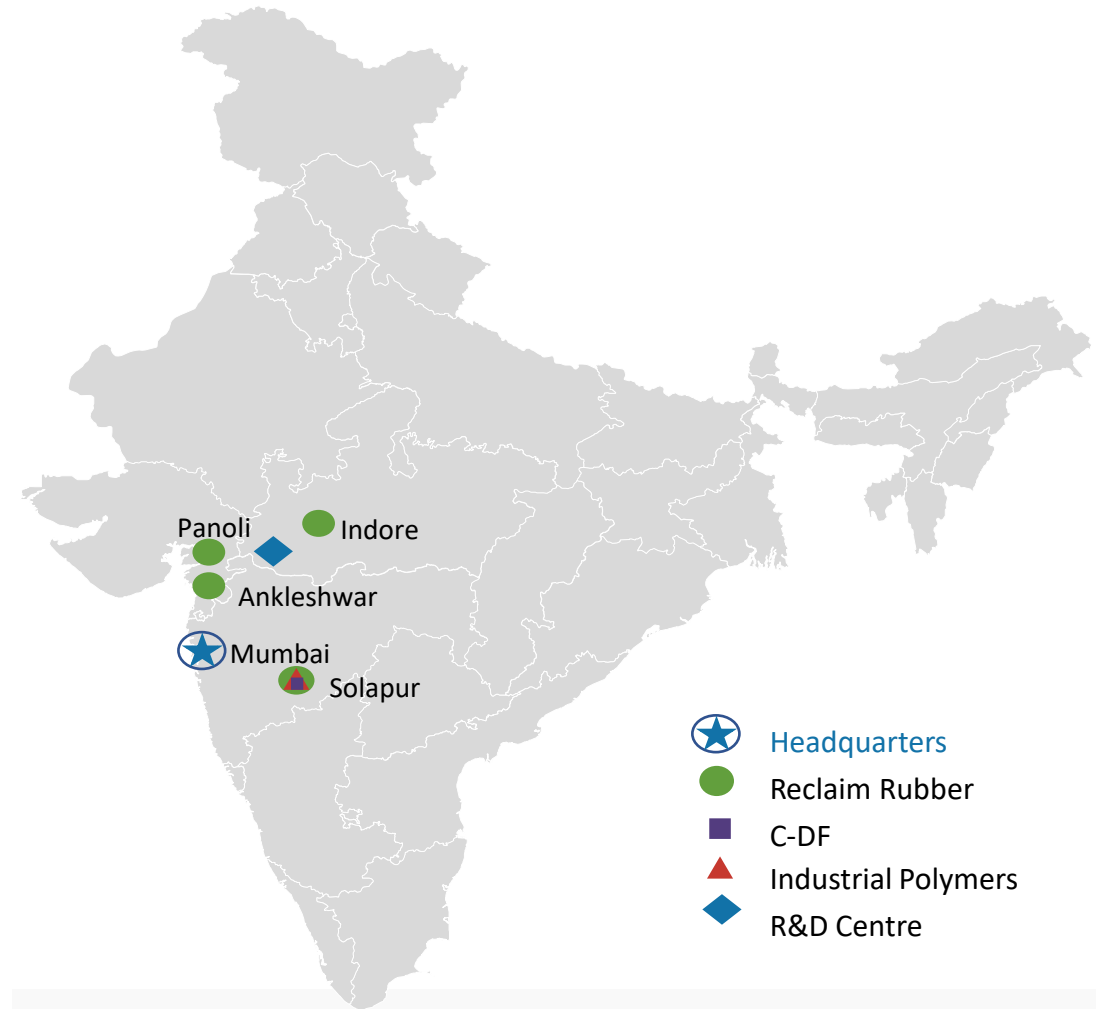 Panoli
Indore
Ankleshwar
Mumbai
Solapur
Headquarters
Reclaim Rubber
C-DF
Industrial Polymers
R&D Centre